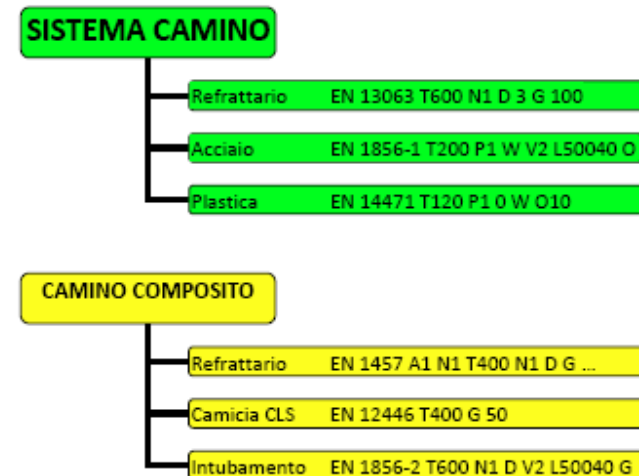 SISTEMA CAMINO
Refrattario EN 13063 T600 N1 D 3 G 100
Acciaio EN 1856-1 T200 P1 W V2 L50040 O
Plastica EN 14471 T120 P1 0 W O10
CAMINO COMPOSITO
Refrattario EN 1457 A1 N1 T400 N1 D G ...
Camicia CLS EN 12446 T400 G 50
Intubamento EN 1856-2 T600 N1 D V2 L50040 G